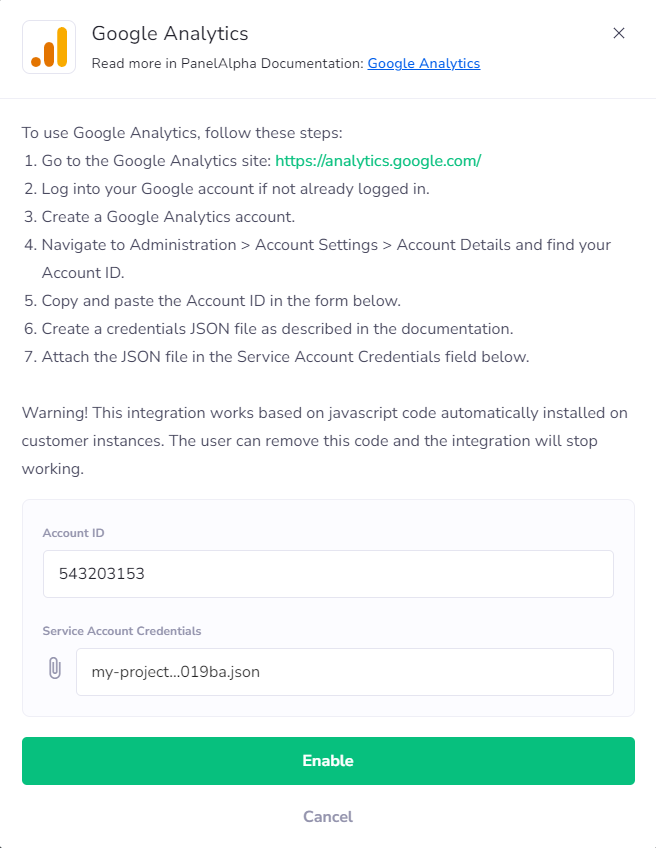 Google Analytics
Read more in PanelAlpha Documentation: Google Analytics
To use Google Analytics, follow these steps:
1. Go to the Google Analytics site: https://analytics.google.com/
2. Log into your Google account if not already logged in.
3. Create a Google Analytics account.
4. Navigate to Administration > Account Settings > Account Details and find your
Account ID.
5. Copy and paste the Account ID in the form below.
6. Create a credentials JSON file as described in the documentation.
7. Attach the JSON file in the Service Account Credentials field below.
Warning! This integration works based on javascript code automatically installed on
customer instances. The user can remove this code and the integration will stop
working.
Account ID
543203153
Service Account Credentials
my-project...019ba.json
Enable
Cancel